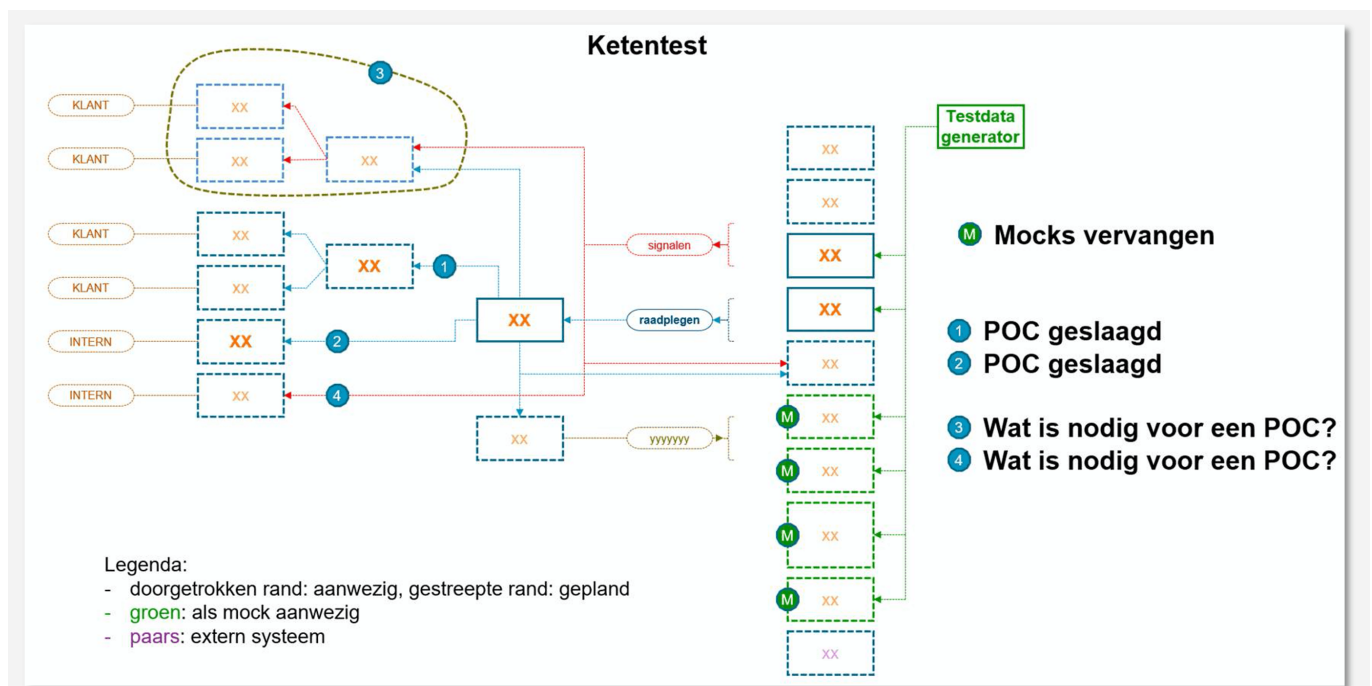 Ketentest
3
KLANT
xx
KLANT
xx
xx
KLANT
xx
KLANT
xx
XX
1
INTERN
XX
2
INTERN
xx
4
XX
xx
signalen
raadplegen
yyyyyyy
Testdata
generator
xx
xx
XX
XX
xx
M
xx
M
xx
M
xx
M
xx
xx
M Mocks vervangen
1 POC geslaagd
2 POC geslaagd
3 Wat is nodig voor een POC?
4 Wat is nodig voor een POC?
Legenda:
- doorgetrokken rand: aanwezig, gestreepte rand: gepland
- groen: als mock aanwezig
- paars: extern systeem